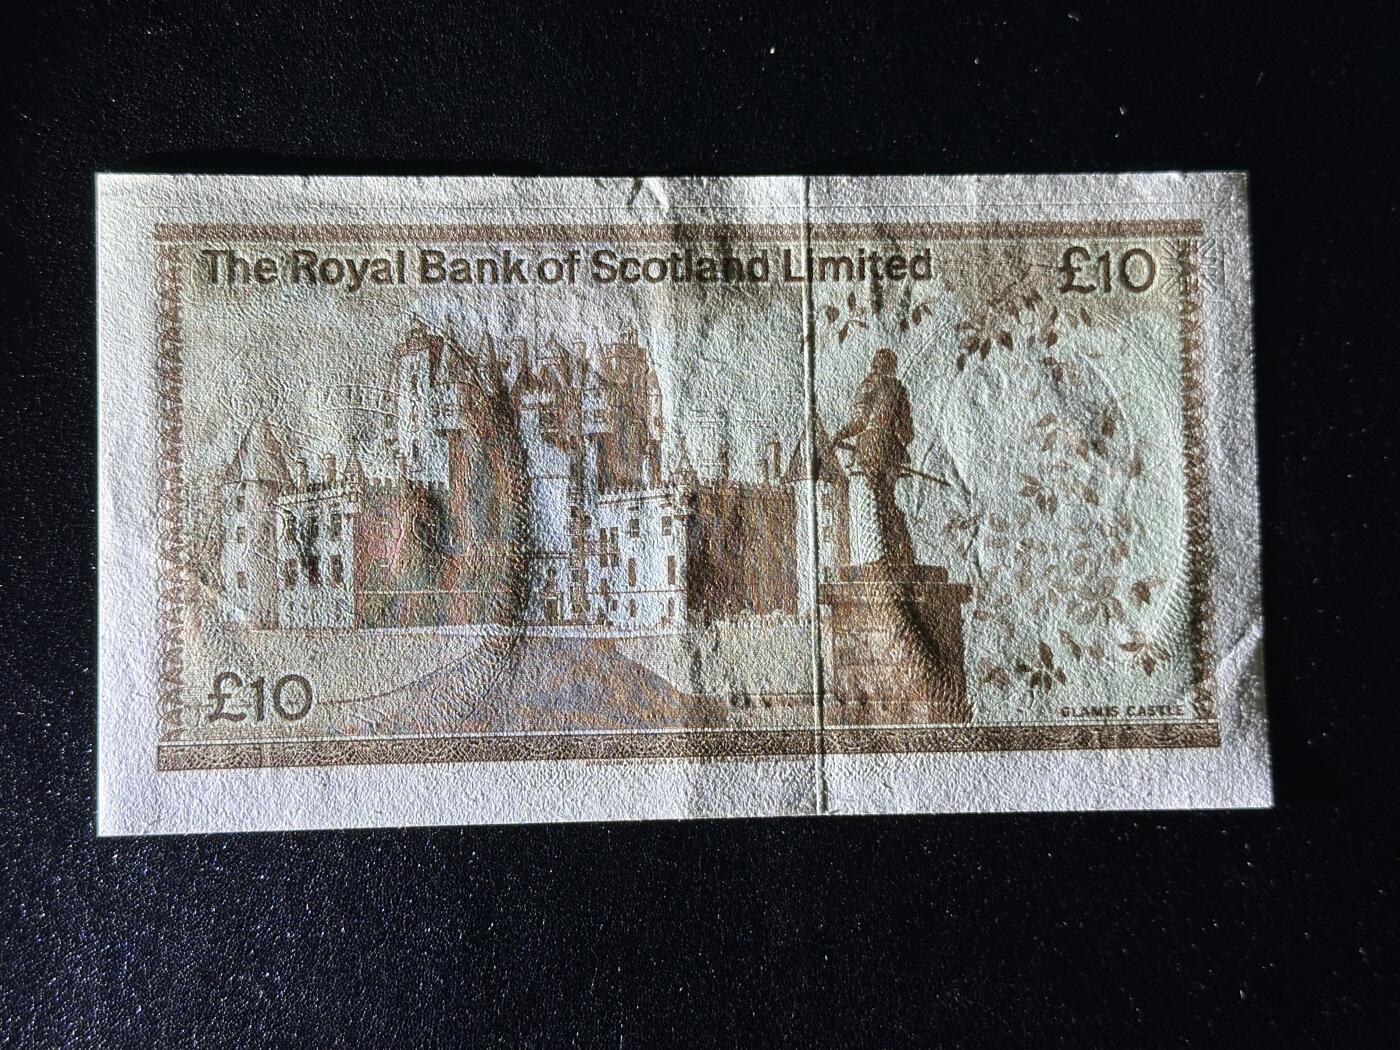 The Royal Bank of Scotland Limited £10
£10
GLAMIS CASTLE